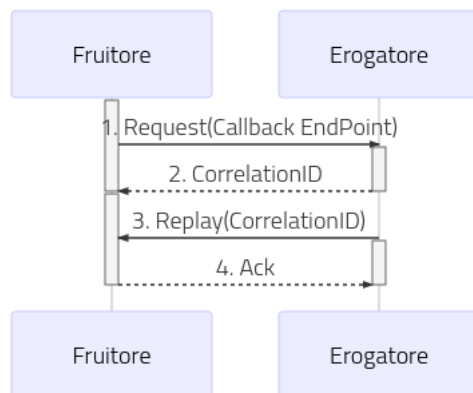 Fruitore
Erogatore
1. Request(Callback EndPoint)
2. CorrelationID
3. Replay(CorrelationID)
4. Ack
Fruitore
Erogatore